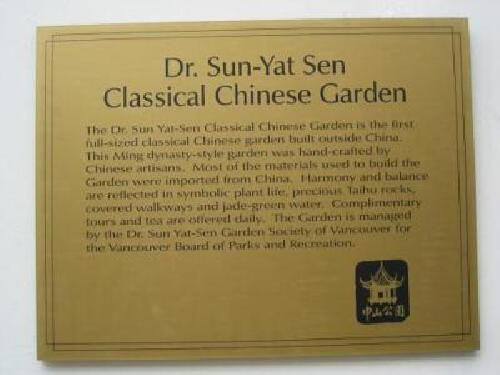 Dr. Sun-Yat Sen
Classical Chinese Garden
The Dr. Sun Yat-Sen Classical Chinese Garden is the first
full-sized classical Chinese garden built outside China.
This Ming dynasty-style garden was hand-crafted by
Chinese artisans. Most of the materials used to build the
Garden were imported from China. Harmony and balance
are reflected in symbolic plant life, precious Taihu rocks,
covered walkways and jade-green water. Complimentary
tours and tea are offered daily. The Garden is managed
by the Dr. Sun Yat-Sen Garden Society of Vancouver for
the Vancouver Board of Parks and Recreation.
中山公園